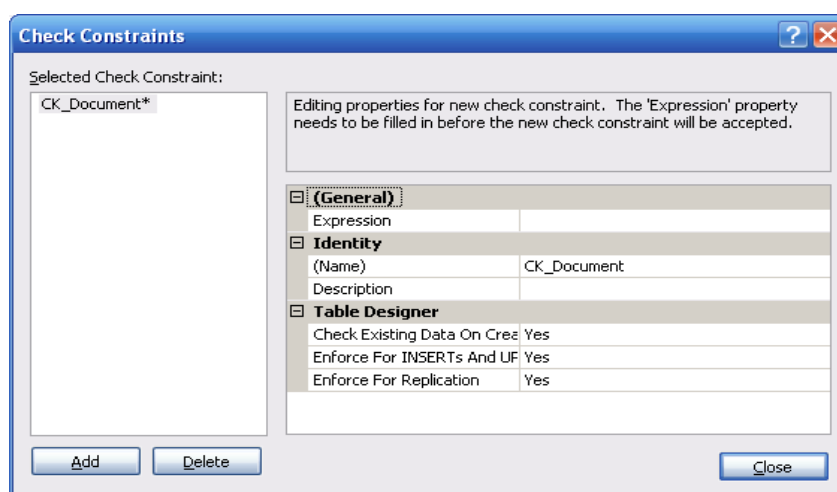 Check Constraints
Selected Check Constraint:
CK_Document*
Editing properties for new check constraint. The 'Expression' property
needs to be filled in before the new check constraint will be accepted.
(General)
Expression
Identity
(Name) CK_Document
Description
Table Designer
Check Existing Data On Crea Yes
Enforce For INSERTs And UP Yes
Enforce For Replication Yes
Add Delete
Close